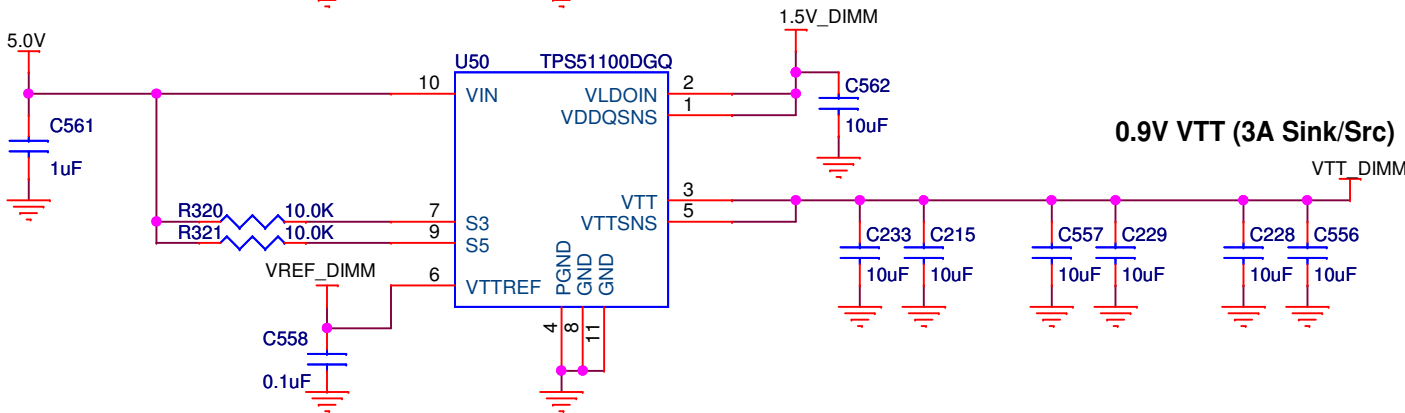 1.5V_DIMM
5.0V
U50 TPS51100DGQ
10 VIN VLDOIN 2
VDDQSNS 1
C561
1uF
C562
10uF
0.9V VTT (3A Sink/Src)
VTT_DIMM
VTT 3
VTTSNS 5
R320 10.0K 7 S3
R321 10.0K 9 S5
VREF_DIMM
6 VTTREF
PGND
GND
GND
4
8
11
C558
0.1uF
C233
10uF
C215
10uF
C557
10uF
C229
10uF
C228
10uF
C556
10uF